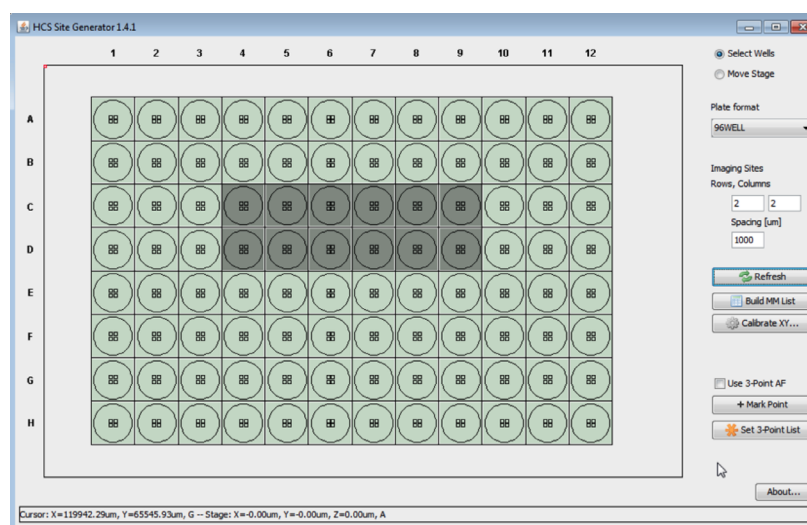 HCS Site Generator 1.4.1
1 2 3 4 5 6 7 8 9 10 11 12
A
B
C
D
E
F
G
H
Select Wells
Move Stage
Plate format
96WELL
Imaging Sites
Rows, Columns
2 2
Spacing [um]
1000
Refresh
Build MM List
Calibrate XY...
Use 3-Point AF
+ Mark Point
Set 3-Point List
About...
Cursor: X=119942.29um, Y=65545.93um, G -- Stage: X=-0.00um, Y=-0.00um, Z=0.00um, A